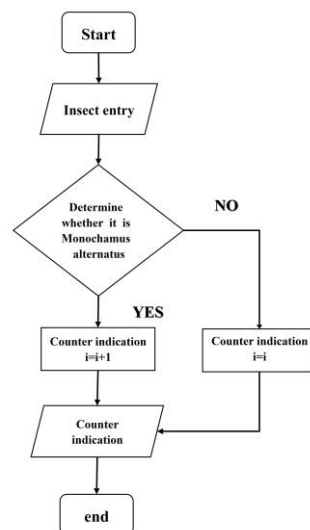 Start
Insect entry
Determine
whether it is
Monochamus
alternatus
NO
YES
Counter indication
i=i+1
Counter indication
i=i
Counter
indication
end